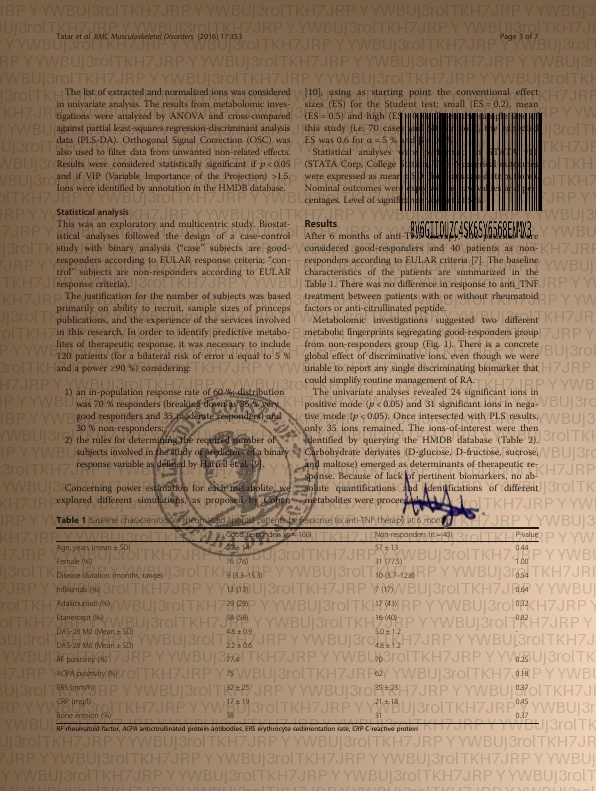 Tatar et al. BMC Musculoskeletal Disorders (2016) 17:353
Page 3 of 7
The list of extracted and normalized ions was considered
in univariate analysis. The results from metabolomic inves-
tigations were analyzed by ANOVA and cross-compared
against partial least-squares regression-discriminant analysis
data (PLS-DA). Orthogonal Signal Correction (OSC) was
also used to filter data from unwanted non-related effects.
Results were considered statistically significant if p < 0.05
and if VIP (Variable Importance of the Projection) >1.5.
Ions were identified by annotation in the HMDB database.
Statistical analysis
This was an exploratory and multicentric study. Biostat-
istical analyses followed the design of a case-control
study with binary analysis ("case" subjects are good-
responders according to EULAR response criteria; "con-
trol" subjects are non-responders according to EULAR
response criteria).
The justification for the number of subjects was based
primarily on ability to recruit, sample sizes of princeps
publications, and the experience of the services involved
in this research. In order to identify predictive metabo-
lites of therapeutic response, it was necessary to include
120 patients (for a bilateral risk of error α equal to 5 %
and a power ≥90 %) considering:
1) an in-population response rate of 60 %; distribution
was 70 % responders (breaking down as 35 % very
good responders and 35 moderate responders) and
30 % non-responders;
2) the rules for determining the required number of
subjects involved in the study of predictors of a binary
response variable as defined by Harrell et al. [9].
Concerning power estimation for each metabolite, we
explored different simulations, as proposed by Cohen
[10], using as starting point the conventional effect
sizes (ES) for the Student test; small (ES = 0.2), mean
(ES = 0.5) and high (ES
this study (i.e. 70 cases
ES was 0.6 for α = 5 %
Statistical analyses
(STATA Corp, College
were expressed as mean
Nominal outcomes were
centages. Level of
Results
After 6 months of anti-TNF
considered good-responders and 40 patients as non-
responders according to EULAR criteria [7]. The baseline
characteristics of the patients are summarized in the
Table 1. There was no difference in response to anti_TNF
treatment between patients with or without rheumatoid
factors or anti-citrullinated peptide.
Metabolomic investigations suggested two different
metabolic fingerprints segregating good-responders group
from non-responders group (Fig. 1). There is a concrete
global effect of discriminative ions, even though we were
unable to report any single discriminating biomarker that
could simplify routine management of RA.
The univariate analyses revealed 24 significant ions in
positive mode (p < 0.05) and 31 significant ions in nega-
tive mode (p < 0.05). Once intersected with PLS results,
only 35 ions remained. The ions-of-interest were then
identified by querying the HMDB database (Table 2).
Carbohydrate derivates (D-glucose, D-fructose, sucrose,
and maltose) emerged as determinants of therapeutic re-
sponse. Because of lack of pertinent biomarkers, no ab-
solute quantifications and identifications of different
metabolites were
Table 1 Baseline characteristics of rheumatoid arthritis patients by response to anti-TNF therapy at 6 months
Good responders (n = 100) Non-responders (n = 40) P value
Age, years (mean ± SD) 57 ± 13 0.44
Female (%) 76 (76) 31 (77.5) 1.00
Disease duration (months, range) 9 (3.3–15.3) 10 (3.7–12.8) 0.94
Infliximab (%) 13 (13) 7 (17) 0.64
Adalimumab (%) 29 (29) 17 (43) 0.32
Etanercept (%) 58 (58) 16 (40) 0.82
DAS-28 M0 (Mean ± SD) 4.8 ± 0.9 5.0 ± 1.2
DAS-28 M6 (Mean ± SD) 2.2 ± 0.6 4.8 ± 1.2
RF positivity (%) 77.4 70 0.25
ACPA positivity (%) 75 62 0.18
ERS (mm/h) 32 ± 25 35 ± 23 0.37
CRP (mg/l) 17 ± 19 21 ± 18 0.45
Bone erosion (%) 38 31 0.37
RF rheumatoid factor, ACPA anticitrullinated protein antibodies, ERS erythrocyte sedimentation rate, CRP C-reactive protein